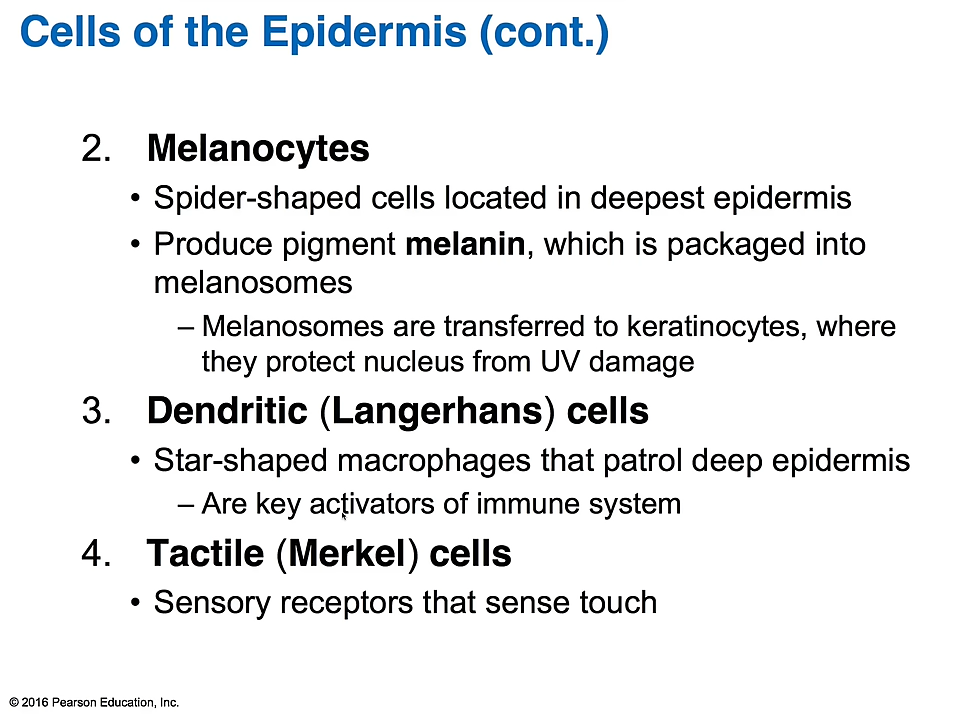 Cells of the Epidermis (cont.)
2. Melanocytes
• Spider-shaped cells located in deepest epidermis
• Produce pigment melanin, which is packaged into
melanosomes
– Melanosomes are transferred to keratinocytes, where
they protect nucleus from UV damage
3. Dendritic (Langerhans) cells
• Star-shaped macrophages that patrol deep epidermis
– Are key activators of immune system
4. Tactile (Merkel) cells
• Sensory receptors that sense touch
© 2016 Pearson Education, Inc.